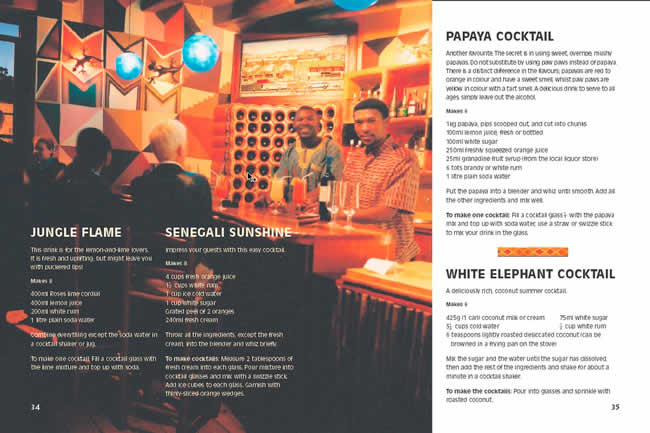 JUNGLE FLAME
This drink is for the lemon-and-lime lovers.
It is fresh and uplifting, but might leave you
with puckered lips!
Makes 8
400ml Roses lime cordial
400ml lemon juice
200ml white rum
1 litre plain soda water
Combine everything except the soda water in
a cocktail shaker or jug.
To make one cocktail: Fill a cocktail glass with
the lime mixture and top up with soda.
34
SENEGALI SUNSHINE
Impress your guests with this easy cocktail.
Makes 8
4 cups fresh orange juice
cups white rum
1 cup ice cold water
1 cup white sugar
Grated peel of 2 oranges
240ml fresh cream
Throw all the ingredients, except the fresh
cream, into the blender and whiz briefly.
To make cocktails: Measure 2 tablespoons of
fresh cream into each glass. Pour mixture into
cocktail glasses and mix with a swizzle stick.
Add ice cubes to each glass. Garnish with
thinly-sliced orange wedges.
PAPAYA COCKTAIL
Another favourite. The secret is in using sweet, overripe, mushy
papayas. Do not substitute by using paw paws instead of papaya.
There is a distinct difference in the flavours; papayas are red to
orange in colour and have a sweet smell, whilst paw paws are
yellow in colour with a tart smell. A delicious drink to serve to all
ages, simply leave out the alcohol.
Makes 8
1kg papaya, pips scooped out, and cut into chunks
100ml lemon juice, fresh or bottled
100ml white sugar
250ml freshly squeezed orange juice
25ml granadine fruit syrup (from the local liquor store)
6 tots brandy or white rum
1 litre plain soda water
Put the papaya into a blender and whiz until smooth. Add all
the other ingredients and mix well.
To make one cocktail: Fill a cocktail glass with the papaya
mix and top up with soda water, use a straw or swizzle stick
to mix your drink in the glass.
WHITE ELEPHANT COCKTAIL
A deliciously rich, coconut summer cocktail.
Makes 6
425g (1 can) coconut milk or cream 75ml white sugar
cups cold water cup white rum
6 teaspoons lightly roasted desiccated coconut (can be
browned in a frying pan on the stove)
Mix the sugar and the water until the sugar has dissolved,
then add the rest of the ingredients and shake for about a
minute in a cocktail shaker.
To make the cocktails: Pour into glasses and sprinkle with
roasted coconut.
35